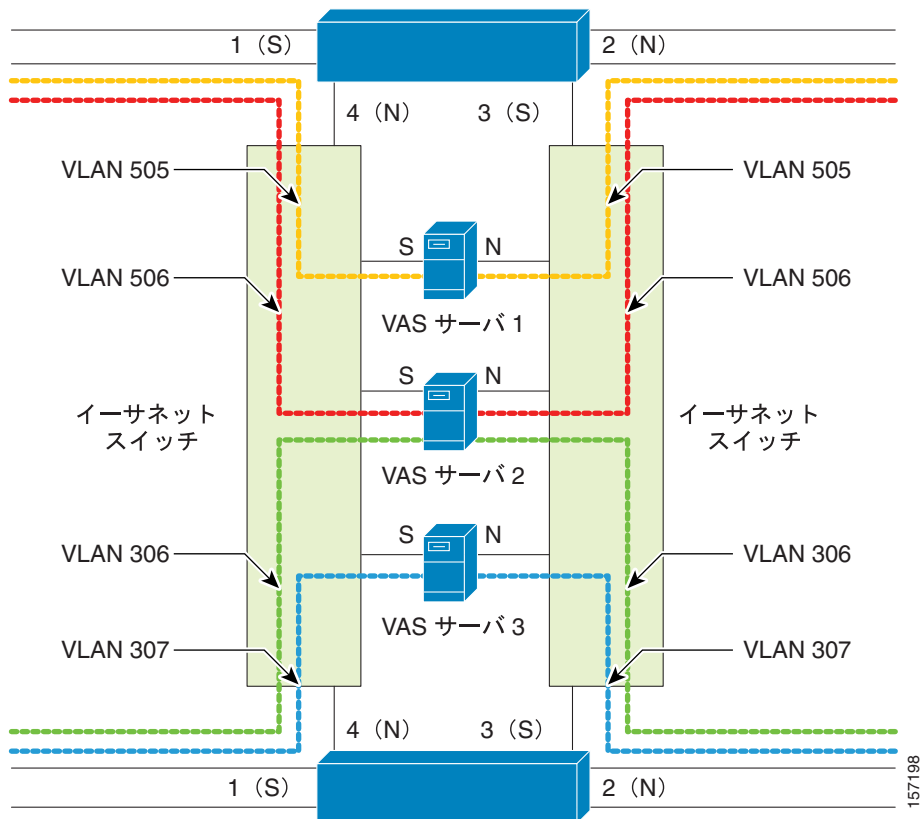 1（S）
2（N）
4（N）
3（S）
VLAN 505
VLAN 505
S
N
VLAN 506
VLAN 506
VAS サーバ 1
S
N
イーサネット
スイッチ
イーサネット
スイッチ
VAS サーバ 2
S
N
VLAN 306
VLAN 306
VAS サーバ 3
VLAN 307
VLAN 307
4（N）
3（S）
1（S）
2（N）
157198